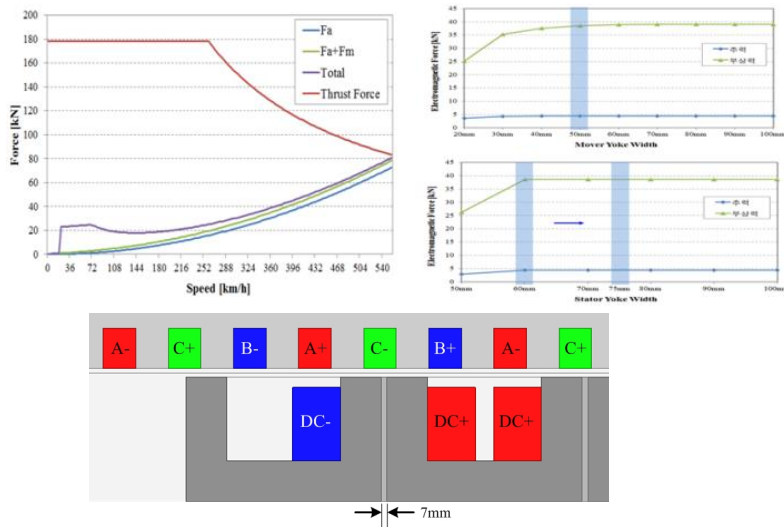 200
180
160
140
120
100
80
60
40
20
0
Force [kN]
Fa
Fa+Fm
Total
Thrust Force
0 36 72 108 144 180 216 252 288 324 360 396 432 468 504 540
Speed [km/h]
45
40
35
30
25
20
15
10
5
0
Electromagnetic Force [kN]
추력
부상력
20mm 30mm 40mm 50mm 60mm 70mm 80mm 90mm 100mm
Mover Yoke Width
45
40
35
30
25
20
15
10
5
0
Electromagnetic Force [kN]
추력
부상력
50mm 60mm 70mm 75mm 80mm 90mm 100mm
Stator Yoke Width
A- C+ B- A+ C- B+ A- C+
DC- DC+ DC+
7mm